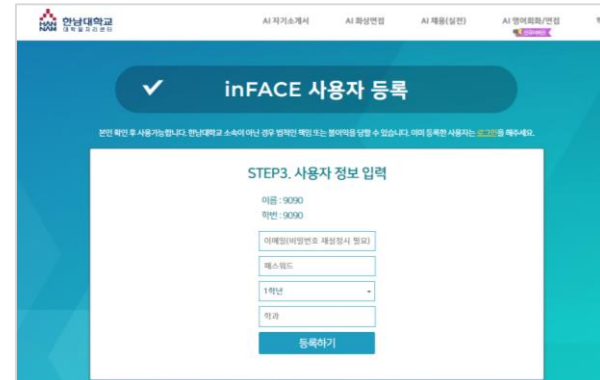 한남대학교
HAN NAM 대학일자리센터
AI 자기소개서 AI 화상면접 AI 채용(실전) AI 영어회화/면접
✓ inFACE 사용자 등록
본인 확인 후 사용가능합니다. 한남대학교 소속이 아닌 경우 법적인 책임 또는 불이익을 당할 수 있습니다. 이미 등록한 사용자는 로그인을 해주세요.
STEP3. 사용자 정보 입력
이름 : 9090
학번 : 9090
이메일(비밀번호 재설정시 필요)
패스워드
1학년
학과
등록하기